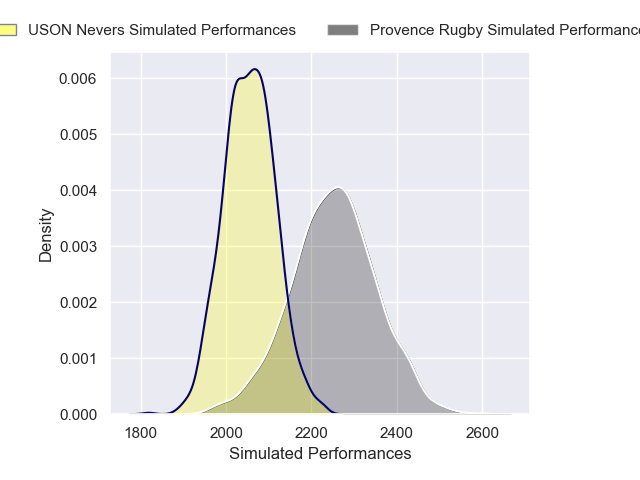 USON Nevers Simulated Performances Provence Rugby Simulated Performance
0.006
0.005
0.004
0.003
0.002
0.001
0.000
Density
1800 2000 2200 2400 2600
Simulated Performances